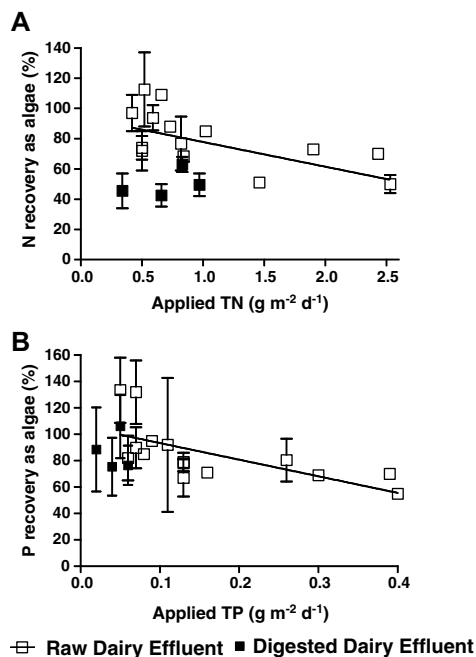 A
140
120
100
80
60
40
20
0
N recovery as algae (%)
0.0 0.5 1.0 1.5 2.0 2.5
Applied TN (g m-2 d-1)
B
160
140
120
100
80
60
40
20
0
P recovery as algae (%)
0.0 0.1 0.2 0.3 0.4
Applied TP (g m-2 d-1)
Raw Dairy Effluent Digested Dairy Effluent